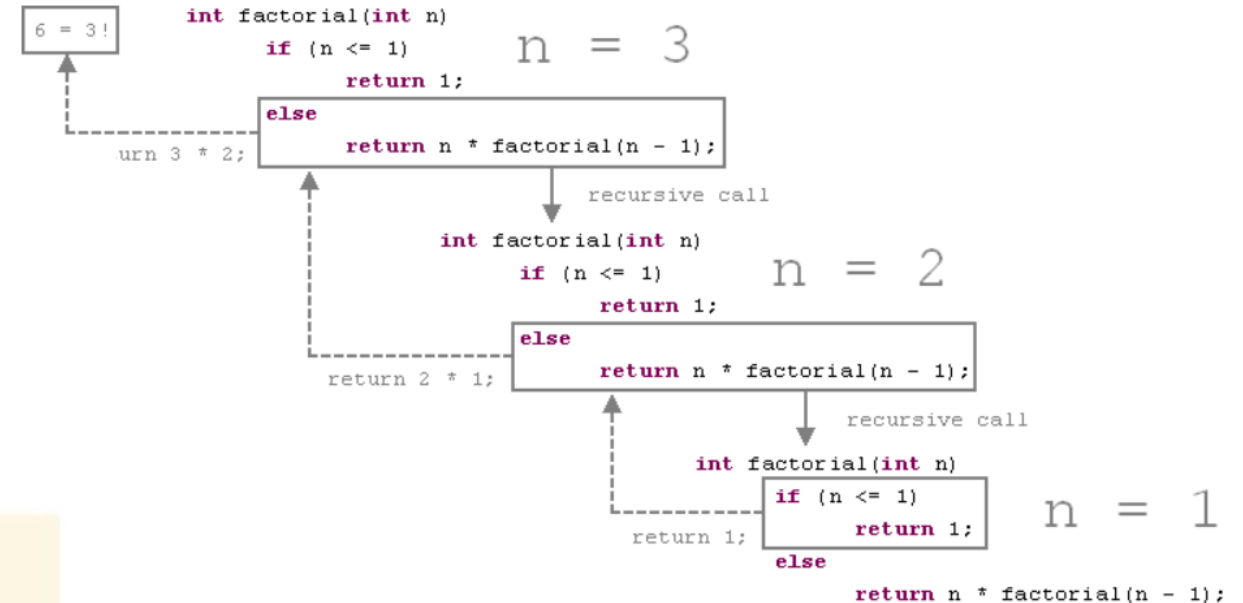 6 = 3!
int factorial(int n)
if (n <= 1)
return 1;
n = 3
else
return n * factorial(n - 1);
urn 3 * 2;
recursive call
int factorial(int n)
if (n <= 1)
return 1;
n = 2
else
return n * factorial(n - 1);
return 2 * 1;
recursive call
int factorial(int n)
if (n <= 1)
return 1;
n = 1
return 1;
else
return n * factorial(n - 1);